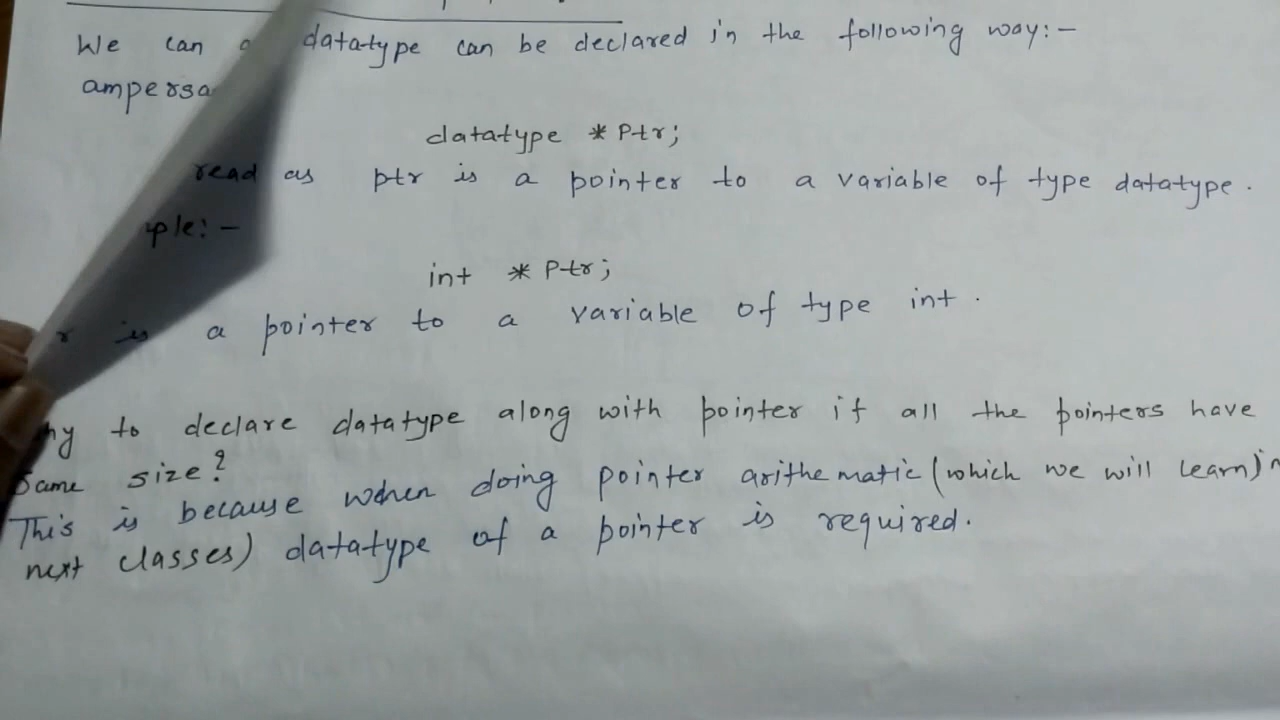 We can a datatype can be declared in the following way:-
ampersa
datatype *Ptr;
read as ptr is a pointer to a variable of type datatype.
ple:-
int *Ptr;
r is a pointer to a variable of type int.
hy to declare datatype along with pointer if all the pointers have
same size?
This is because when doing pointer arithematic (which we will learn) in
next classes) datatype of a pointer is required.